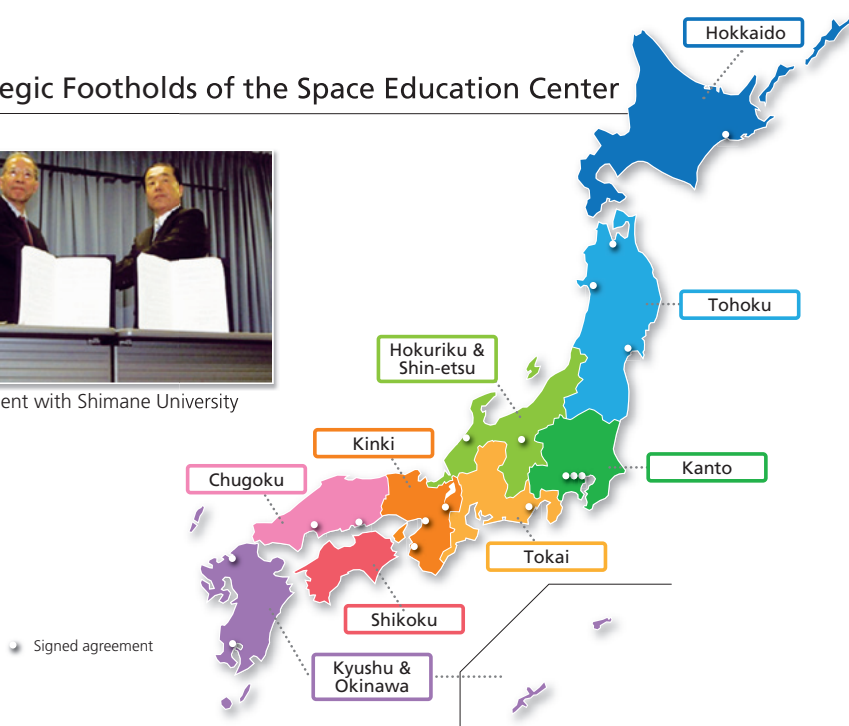 egic Footholds of the Space Education Center
ent with Shimane University
Hokkaido
Tohoku
Hokuriku &
Shin-etsu
Kinki
Kanto
Chugoku
Tokai
Shikoku
Signed agreement
Kyushu &
Okinawa